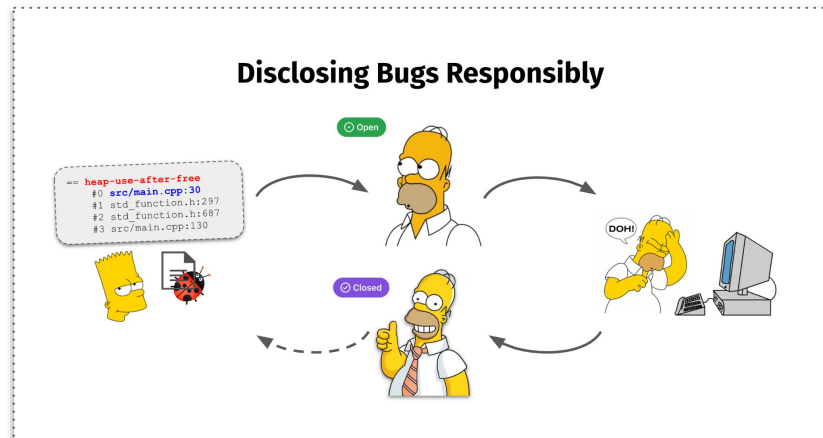 Disclosing Bugs Responsibly
Open
== heap-use-after-free
#0 src/main.cpp:30
#1 std_function.h:297
#2 std_function.h:687
#3 src/main.cpp:130
DOH!
Closed